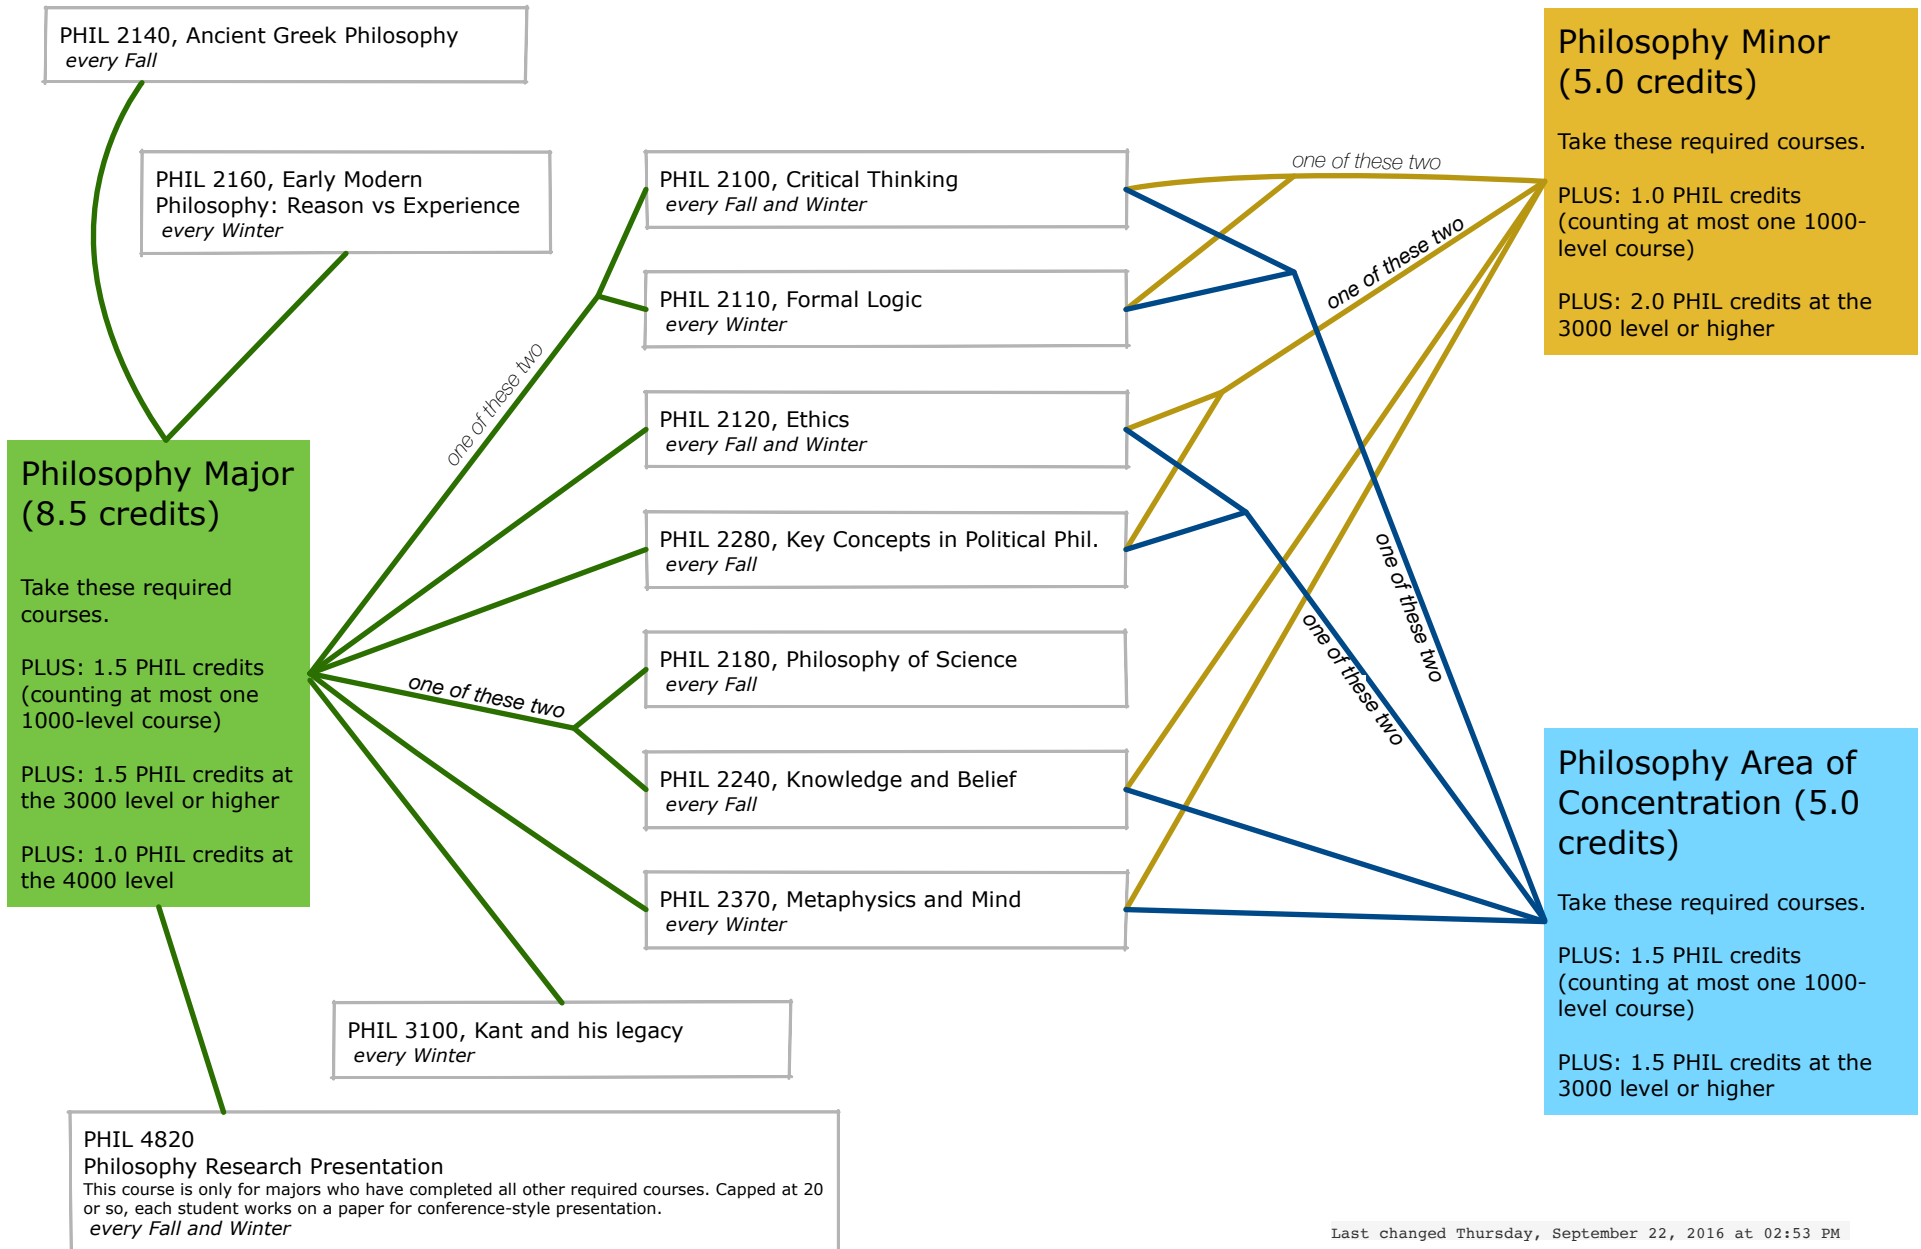 PHIL 2140, Ancient Greek Philosophy
every Fall
PHIL 2160, Early Modern
Philosophy: Reason vs Experience
every Winter
Philosophy Major
(8.5 credits)
Take these required
courses.
PLUS: 1.5 PHIL credits
(counting at most one
1000-level course)
PLUS: 1.5 PHIL credits at
the 3000 level or higher
PLUS: 1.0 PHIL credits at
the 4000 level
one of these two
one of these two
PHIL 2100, Critical Thinking
every Fall and Winter
PHIL 2110, Formal Logic
every Winter
PHIL 2120, Ethics
every Fall and Winter
PHIL 2280, Key Concepts in Political Phil.
every Fall
PHIL 2180, Philosophy of Science
every Fall
PHIL 2240, Knowledge and Belief
every Fall
PHIL 2370, Metaphysics and Mind
every Winter
PHIL 3100, Kant and his legacy
every Winter
PHIL 4820
Philosophy Research Presentation
This course is only for majors who have completed all other required courses. Capped at 20
or so, each student works on a paper for conference-style presentation.
every Fall and Winter
one of these two
one of these two
one of these two
one of these two
Philosophy Minor
(5.0 credits)
Take these required courses.
PLUS: 1.0 PHIL credits
(counting at most one 1000-
level course)
PLUS: 2.0 PHIL credits at the
3000 level or higher
Philosophy Area of
Concentration (5.0
credits)
Take these required courses.
PLUS: 1.5 PHIL credits
(counting at most one 1000-
level course)
PLUS: 1.5 PHIL credits at the
3000 level or higher
Last changed Thursday, September 22, 2016 at 02:53 PM